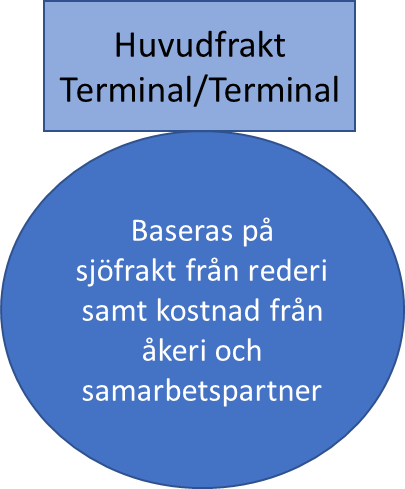 Huvudfrakt
Terminal/Terminal
Baseras på
sjöfrakt från rederi
samt kostnad från
åkeri och
samarbetspartner